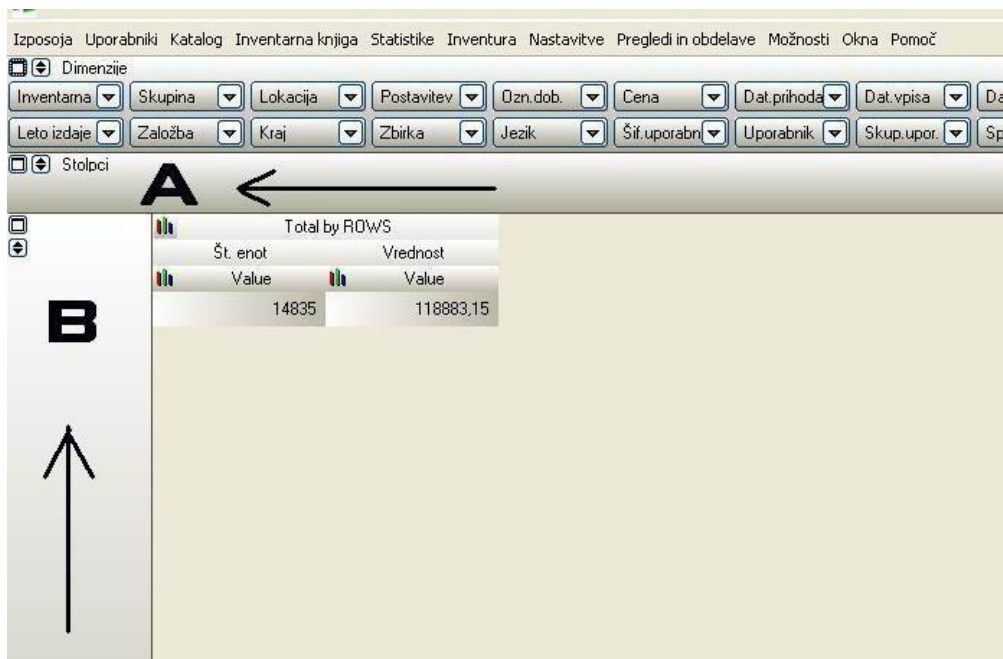 Izposoja Uporabniki Katalog Inventarna knjiga Statistike Inventura Nastavitve Pregledi in obdelave Možnosti Okna Pomoč
Dimenzije
Inventarna Skupina Lokacija Postavitev Ozn.dob. Cena Dat.prihoda Dat.vpisa Da
Leto izdaje Založba Kraj Zbirka Jezik Šif.uporabn Uporabnik Skup.upor. Sp
Stolpci
A
Total by ROWS
Št. enot Vrednost
Value Value
14835 118883,15
B